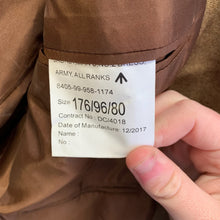 ARMY ALL RANKS
8405-99-958-1174
Size 176/96/80
Contract No : DC/4018
Date of Manufacture: 12/2017
Name
No :